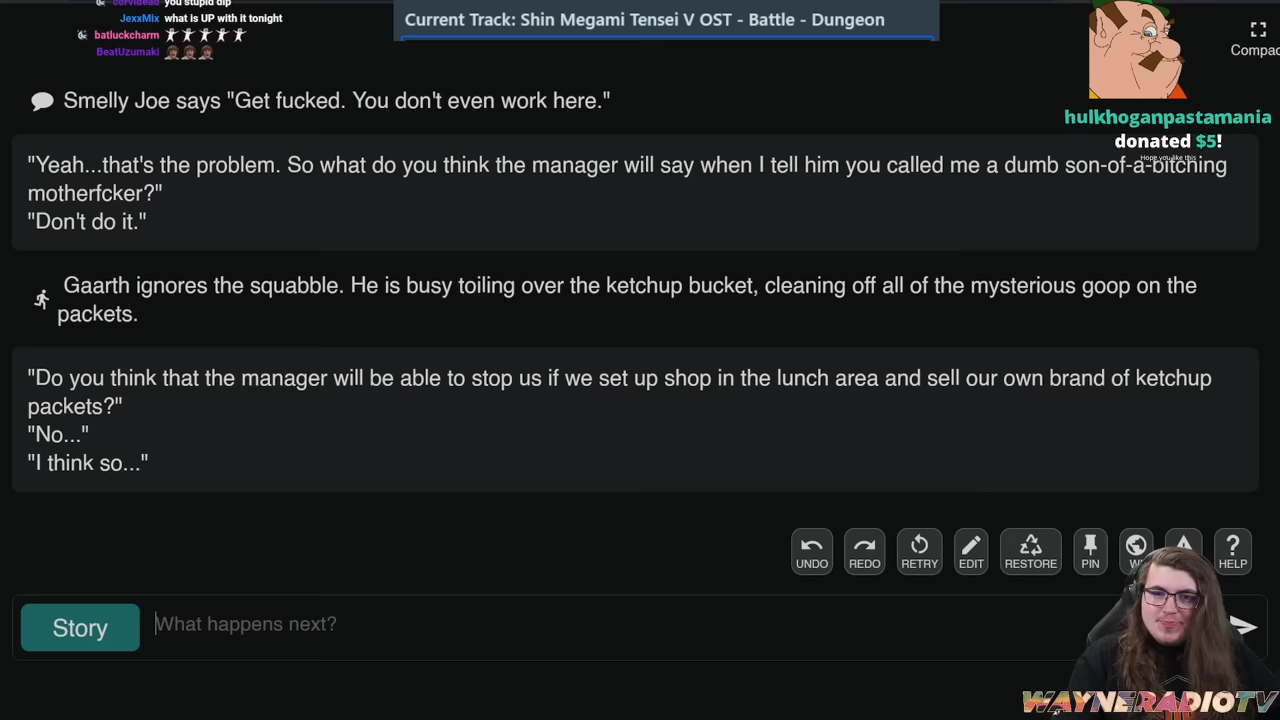 corvidead you stupid dip
JexxMix what is UP with it tonight
batluckcharm
BeatUzumaki
Current Track: Shin Megami Tensei V OST - Battle - Dungeon
Compac
hulkhoganpastamania
donated $5!
Hope you like this
Smelly Joe says "Get fucked. You don't even work here."
"Yeah...that's the problem. So what do you think the manager will say when I tell him you called me a dumb son-of-a-bitching
motherfcker?"
"Don't do it."
Gaarth ignores the squabble. He is busy toiling over the ketchup bucket, cleaning off all of the mysterious goop on the
packets.
"Do you think that the manager will be able to stop us if we set up shop in the lunch area and sell our own brand of ketchup
packets?"
"No..."
"I think so..."
UNDO REDO RETRY EDIT RESTORE PIN W HELP
Story What happens next?
WAYNERADIOTV